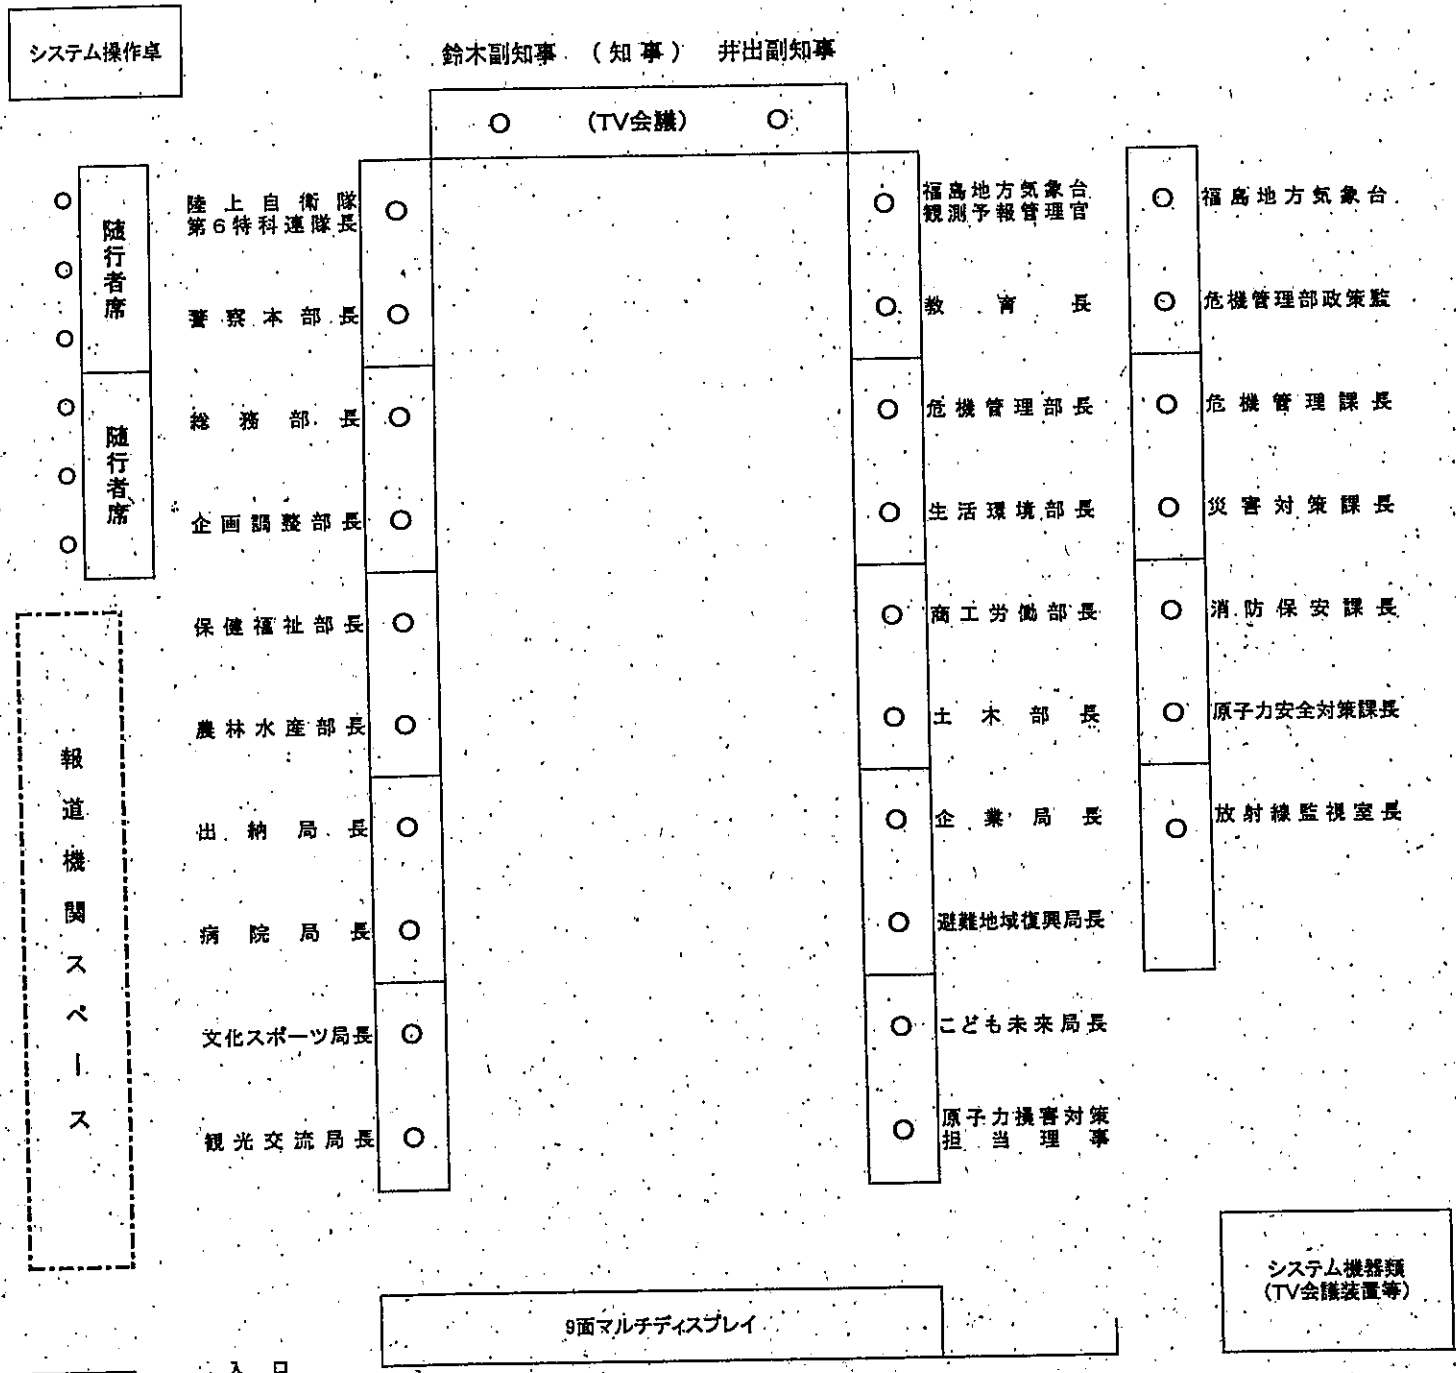 システム操作卓
鈴木副知事 （知事） 井出副知事
(TV会議)
随行者席
随行者席
陸上自衛隊
第6特科連隊長
警察本部長
総務部長
企画調整部長
保健福祉部長
農林水産部長
出納局長
病院局長
文化スポーツ局長
観光交流局長
福島地方気象台
観測予報管理官
教育長
危機管理部長
生活環境部長
商工労働部長
土木部長
企業局長
避難地域復興局長
こども未来局長
原子力損害対策
担当理事
福島地方気象台
危機管理部政策監
危機管理課長
災害対策課長
消防保安課長
原子力安全対策課長
放射線監視室長
報道機関スペース
システム機器類
(TV会議装置等)
9面マルチディスプレイ
入口